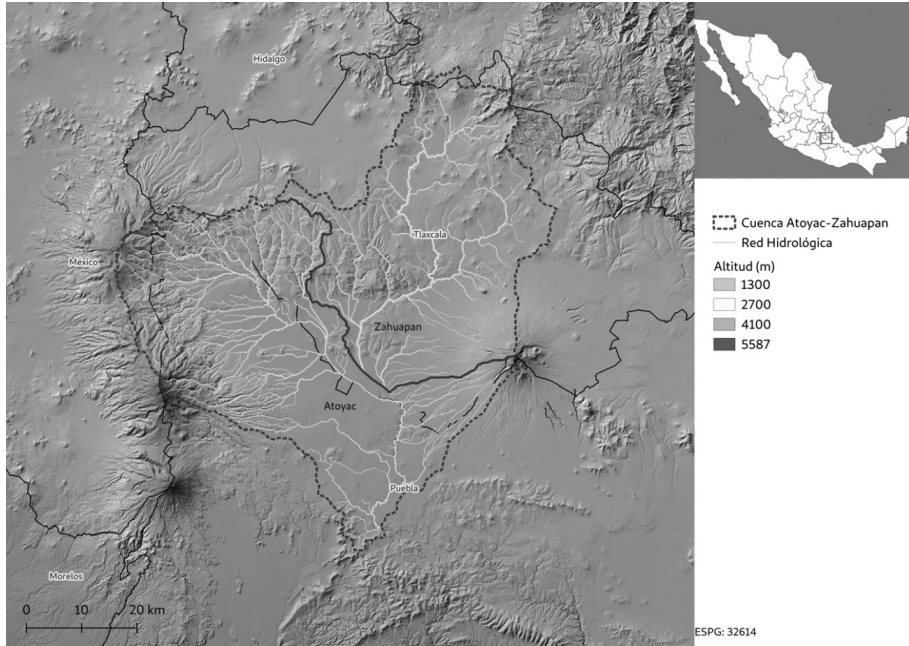 Hidalgo
México
Tlaxcala
Zahuapan
Atoyac
Puebla
Morelos
0 10 20 km
Cuenca Atoyac-Zahuapan
Red Hidrológica
Altitud (m)
1300
2700
4100
5587
ESPG: 32614